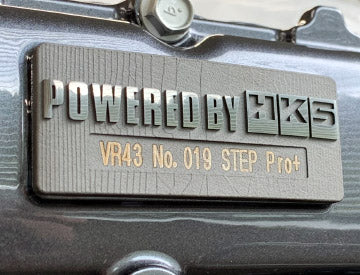 POWERED BY HKS
VR43 No. 019 STEP Pro+